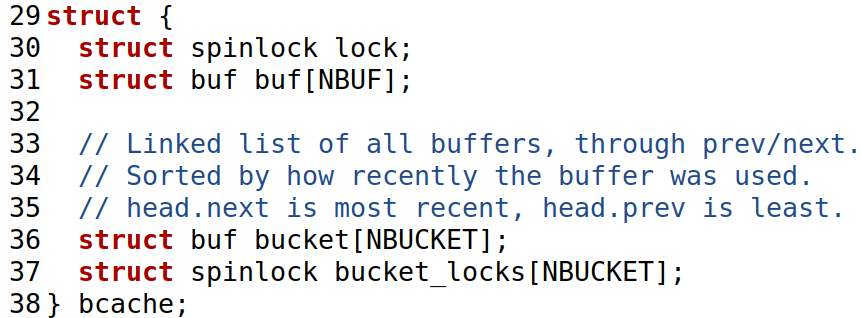 29 struct {
30   struct spinlock lock;
31   struct buf buf[NBUF];
32
33   // Linked list of all buffers, through prev/next.
34   // Sorted by how recently the buffer was used.
35   // head.next is most recent, head.prev is least.
36   struct buf bucket[NBUCKET];
37   struct spinlock bucket_locks[NBUCKET];
38 } bcache;